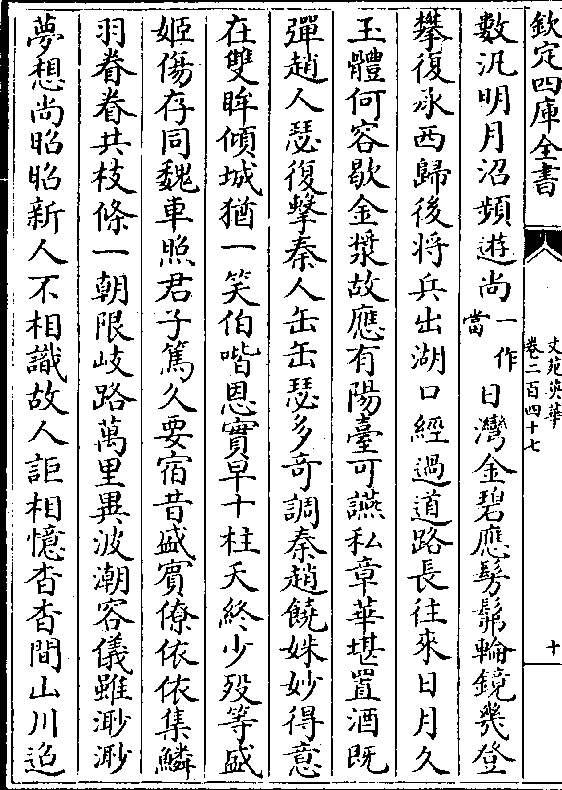 欽定四庫全書
文苑英華
卷二百四十七
十
數汎明月沼頻遊尚一作當日灣金碧應髣髴輪鏡幾登
攀復承西歸後将兵出湖口經過道路長往來日月久
玉體何容歇金漿故應有陽臺可讌私章華堪置酒既
彈趙人瑟復擊秦人缶缶瑟多奇調秦趙饒姝妙得意
在雙眸傾城猶一笑伯喈恩實早十柱夭終少殁等盛
姬傷存同魏車照君子篤久要宿昔盛賓僚依依集鱗
羽眷眷共枝條一朝限歧路萬里異波潮容儀雖渺渺
夢想尚昭昭新人不相識故人詎相憶杳杳間山川迢